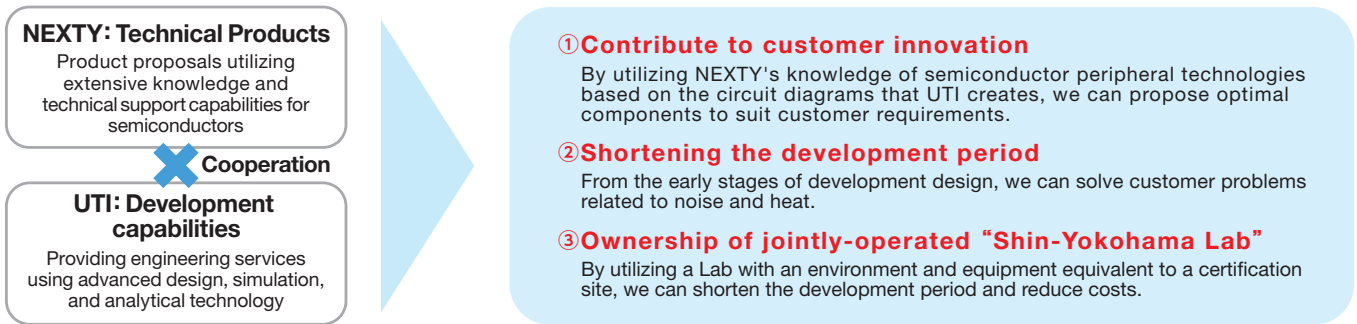 NEXTY: Technical Products
Product proposals utilizing
extensive knowledge and
technical support capabilities for
semiconductors
Cooperation
UTI: Development
capabilities
Providing engineering services
using advanced design, simulation,
and analytical technology
①Contribute to customer innovation
By utilizing NEXTY's knowledge of semiconductor peripheral technologies
based on the circuit diagrams that UTI creates, we can propose optimal
components to suit customer requirements.
②Shortening the development period
From the early stages of development design, we can solve customer problems
related to noise and heat.
③Ownership of jointly-operated “Shin-Yokohama Lab”
By utilizing a Lab with an environment and equipment equivalent to a certification
site, we can shorten the development period and reduce costs.